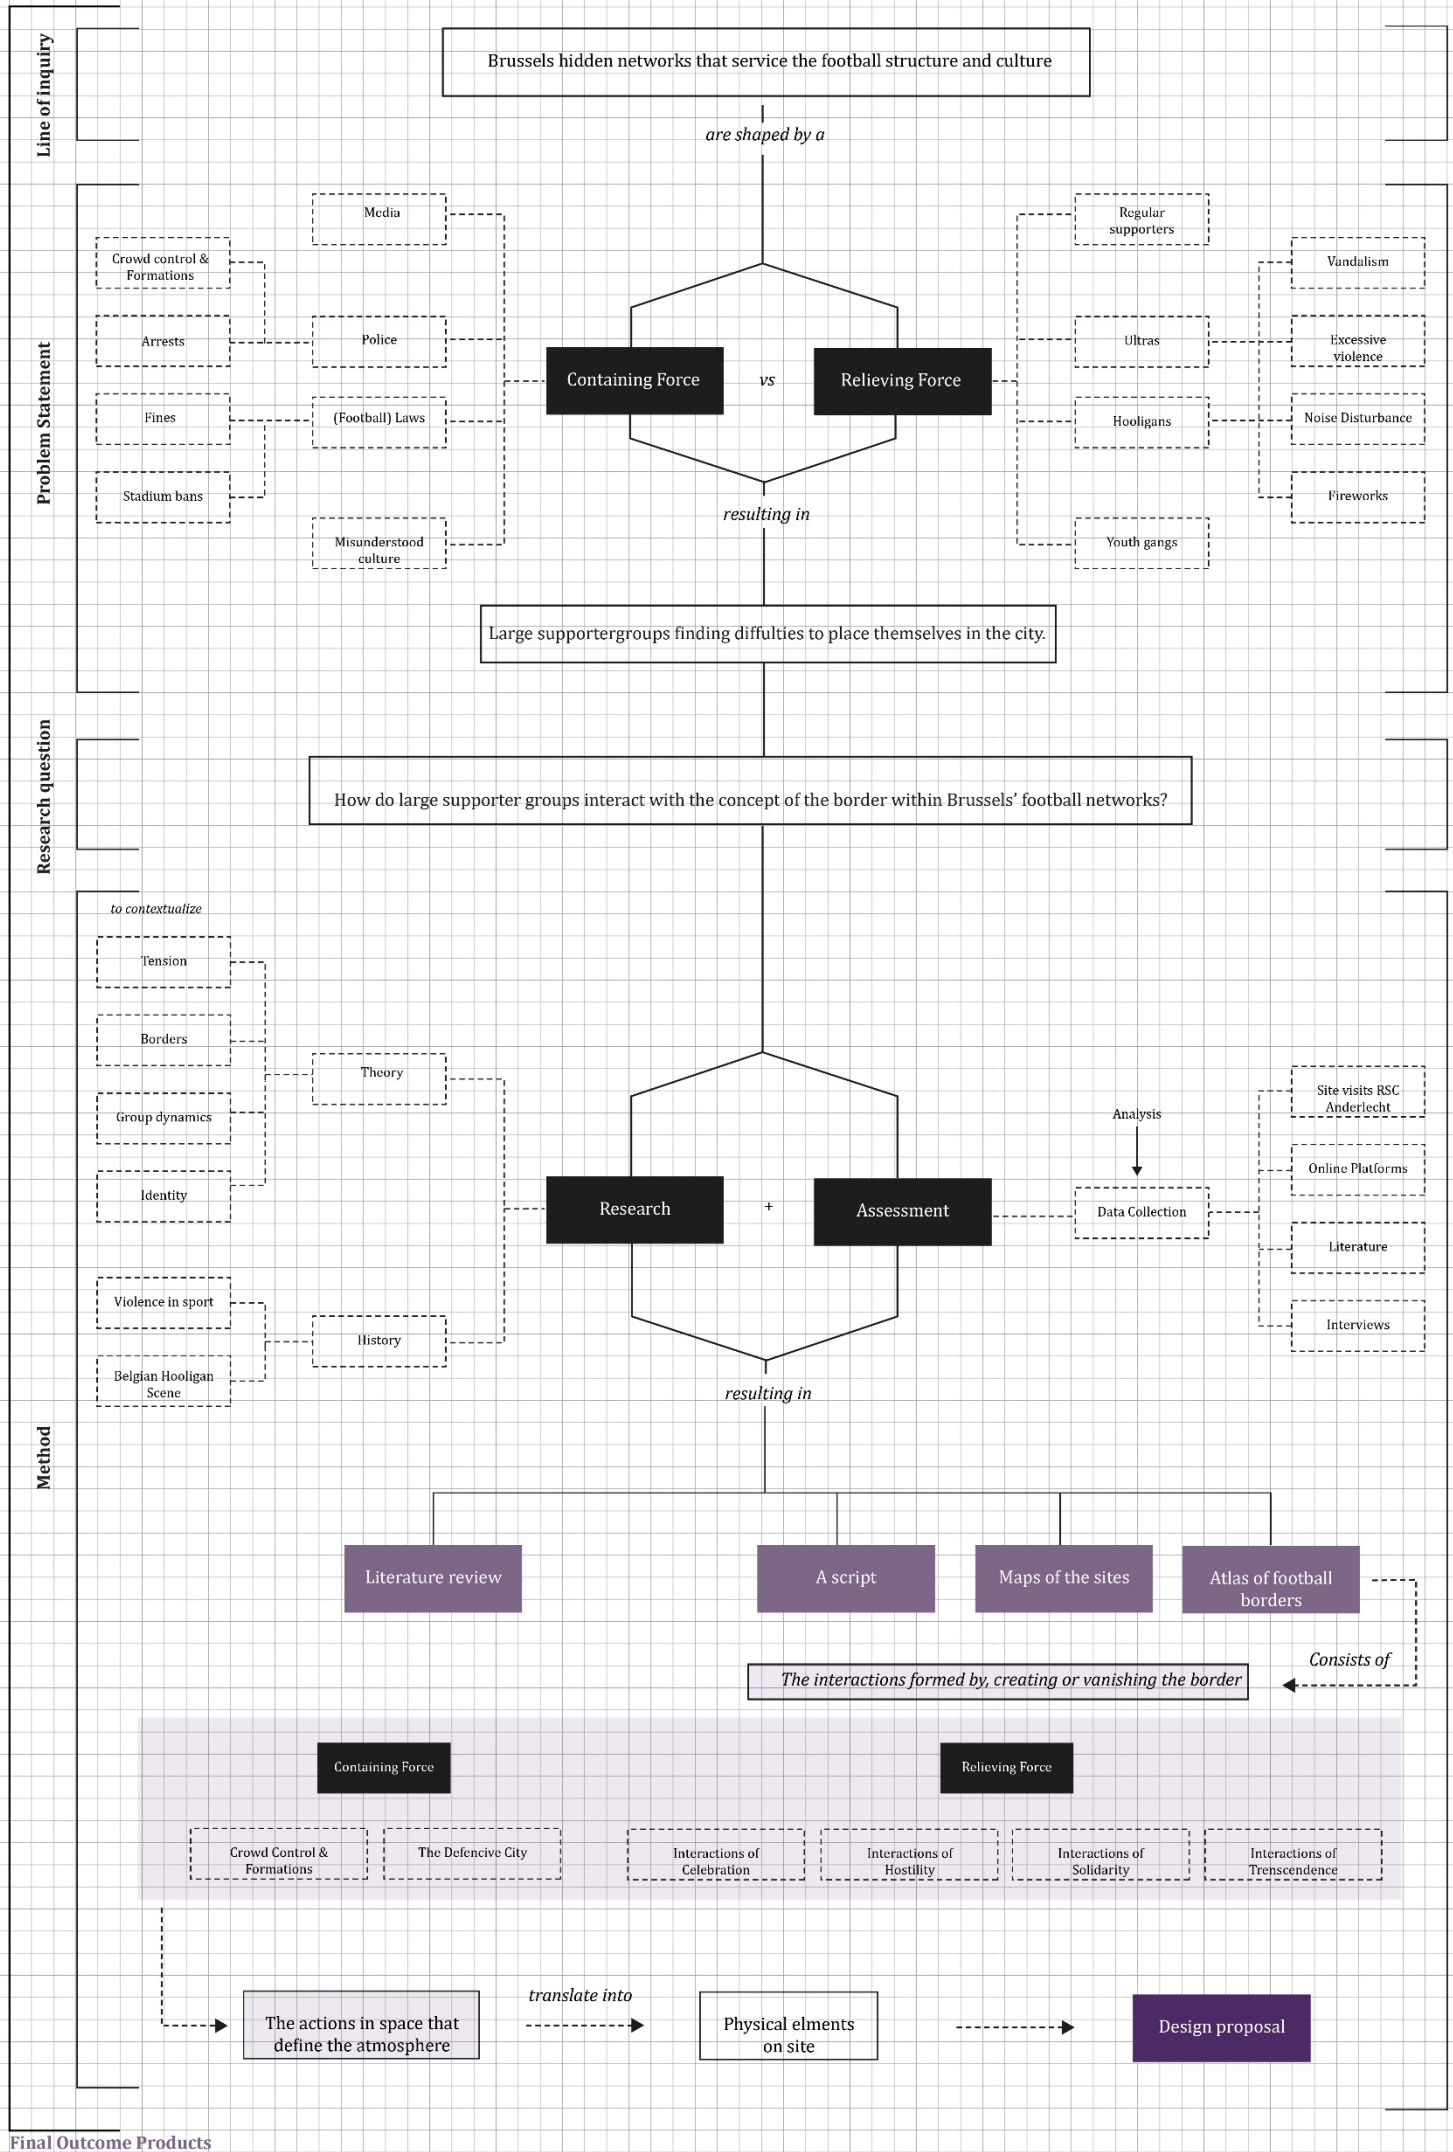 Line of inquiry
Brussels hidden networks that service the football structure and culture
are shaped by a
Problem Statement
Media
Crowd control &
Formations
Arrests
Police
Fines
(Football) Laws
Stadium bans
Misunderstood
culture
Containing Force
vs
Relieving Force
Regular
supporters
Vandalism
Ultras
Excessive
violence
Hooligans
Noise Disturbance
Fireworks
Youth gangs
resulting in
Large supportergroups finding diffulties to place themselves in the city.
Research question
How do large supporter groups interact with the concept of the border within Brussels’ football networks?
Method
to contextualize
Tension
Borders
Theory
Group dynamics
Identity
Violence in sport
History
Belgian Hooligan
Scene
Research
+
Assessment
Analysis
Data Collection
Site visits RSC
Anderlecht
Online Platforms
Literature
Interviews
resulting in
Literature review
A script
Maps of the sites
Atlas of football
borders
Consists of
The interactions formed by, creating or vanishing the border
Containing Force
Relieving Force
Crowd Control &
Formations
The Defencive City
Interactions of
Celebration
Interactions of
Hostility
Interactions of
Solidarity
Interactions of
Trenscendence
The actions in space that
define the atmosphere
translate into
Physical elments
on site
Design proposal
Final Outcome Products